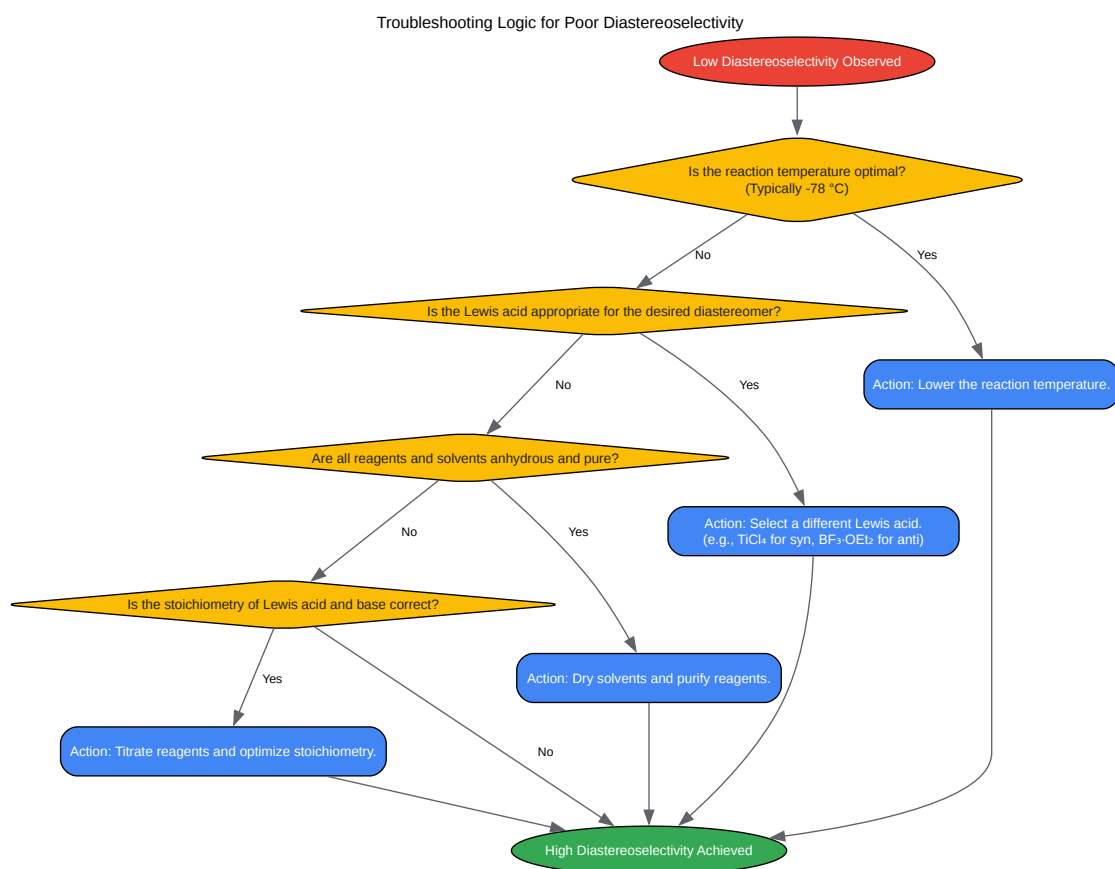 Troubleshooting Logic for Poor Diastereoselectivity
Low Diastereoselectivity Observed
Is the reaction temperature optimal?
(Typically -78 °C)
No
Yes
Is the Lewis acid appropriate for the desired diastereomer?
Action: Lower the reaction temperature.
No
Yes
Are all reagents and solvents anhydrous and pure?
Action: Select a different Lewis acid.
(e.g., TiCl₄ for syn, BF₃·OEt₂ for anti)
No
Yes
Is the stoichiometry of Lewis acid and base correct?
Action: Dry solvents and purify reagents.
Yes
No
Action: Titrate reagents and optimize stoichiometry.
High Diastereoselectivity Achieved